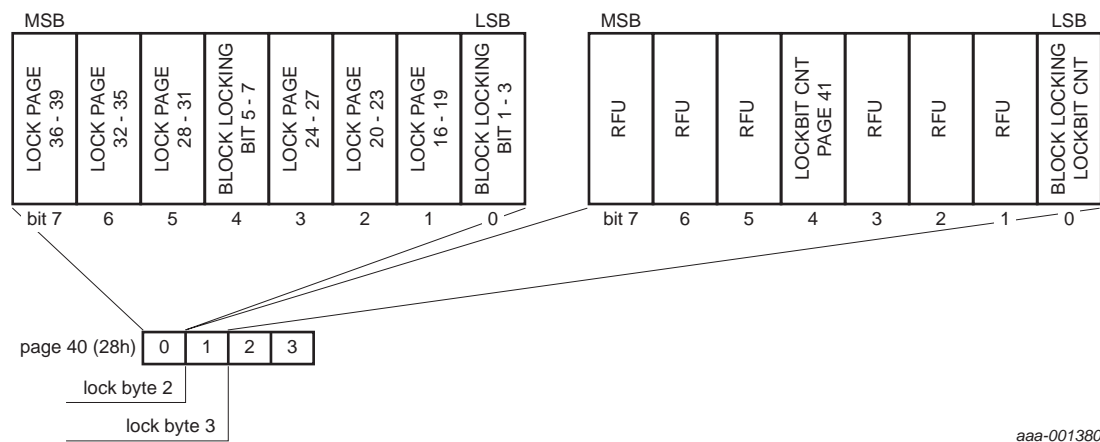 MSB
LSB
LOCK PAGE
36 - 39
LOCK PAGE
32 - 35
LOCK PAGE
28 - 31
BLOCK LOCKING
BIT 5 - 7
LOCK PAGE
24 - 27
LOCK PAGE
20 - 23
LOCK PAGE
16 - 19
BLOCK LOCKING
BIT 1 - 3
bit 7 6 5 4 3 2 1 0
MSB
LSB
RFU
RFU
RFU
LOCKBIT CNT
PAGE 41
RFU
RFU
RFU
BLOCK LOCKING
LOCKBIT CNT
bit 7 6 5 4 3 2 1 0
page 40 (28h) 0 1 2 3
lock byte 2
lock byte 3
aaa-001380